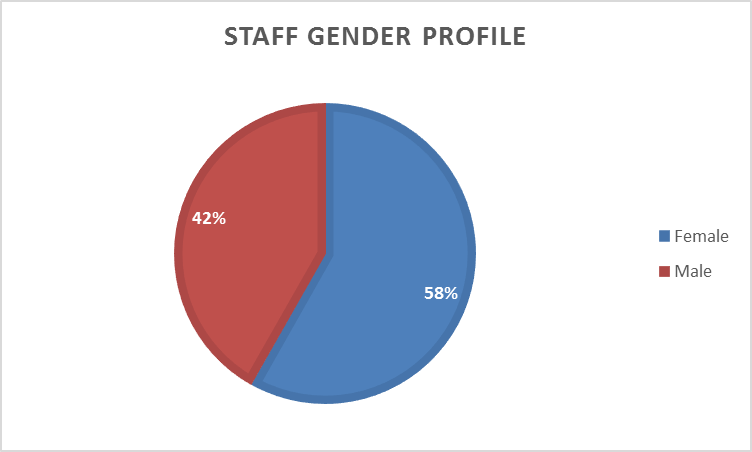 STAFF GENDER PROFILE
42%
58%
Female
Male